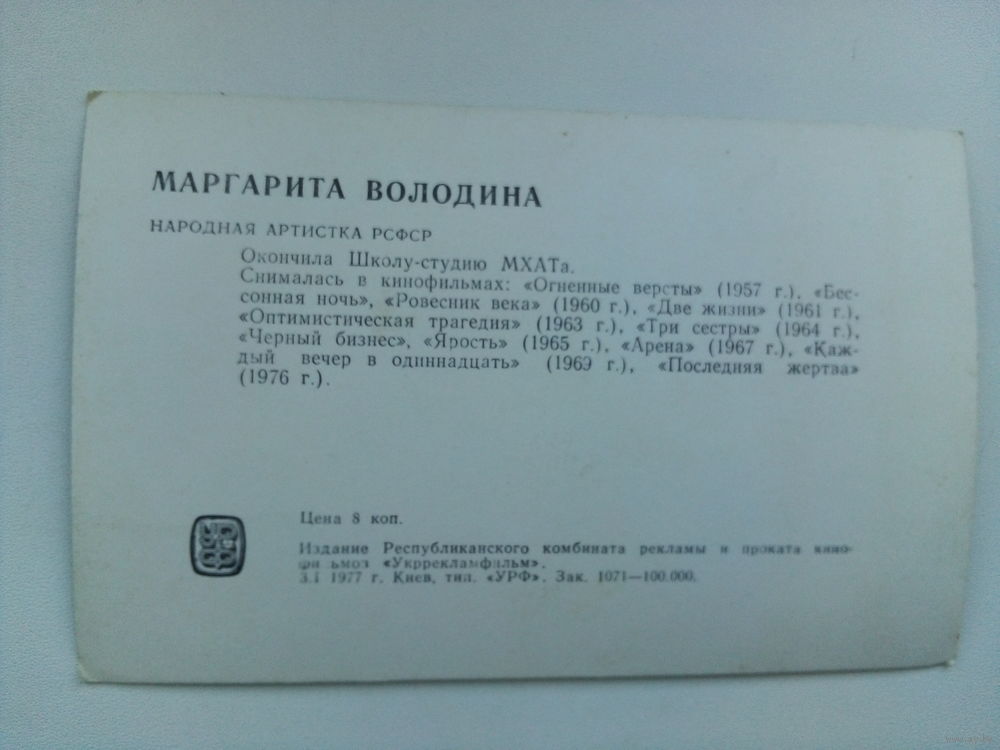 МАРГАРИТА ВОЛОДИНА
НАРОДНАЯ АРТИСТКА РСФСР
Окончила Школу-студию МХАТа.
Снималась в кинофильмах: «Огненные версты» (1957 г.), «Бес-
сонная ночь», «Ровесник века» (1960 г.), «Две жизни» (1961 г.),
«Оптимистическая трагедия» (1963 г.), «Три сестры» (1964 г.),
«Черный бизнес», «Ярость» (1965 г.), «Арена» (1967 г.), «Каж-
дый вечер в одиннадцать» (1969 г.), «Последняя жертва»
(1976 г.).
Цена 8 коп.
Издание Республиканского комбината рекламы и проката кино-
«Укррекламфильм».
3.I 1977 г. Киев, тип. «УРФ». Зак. 1071—100.000.